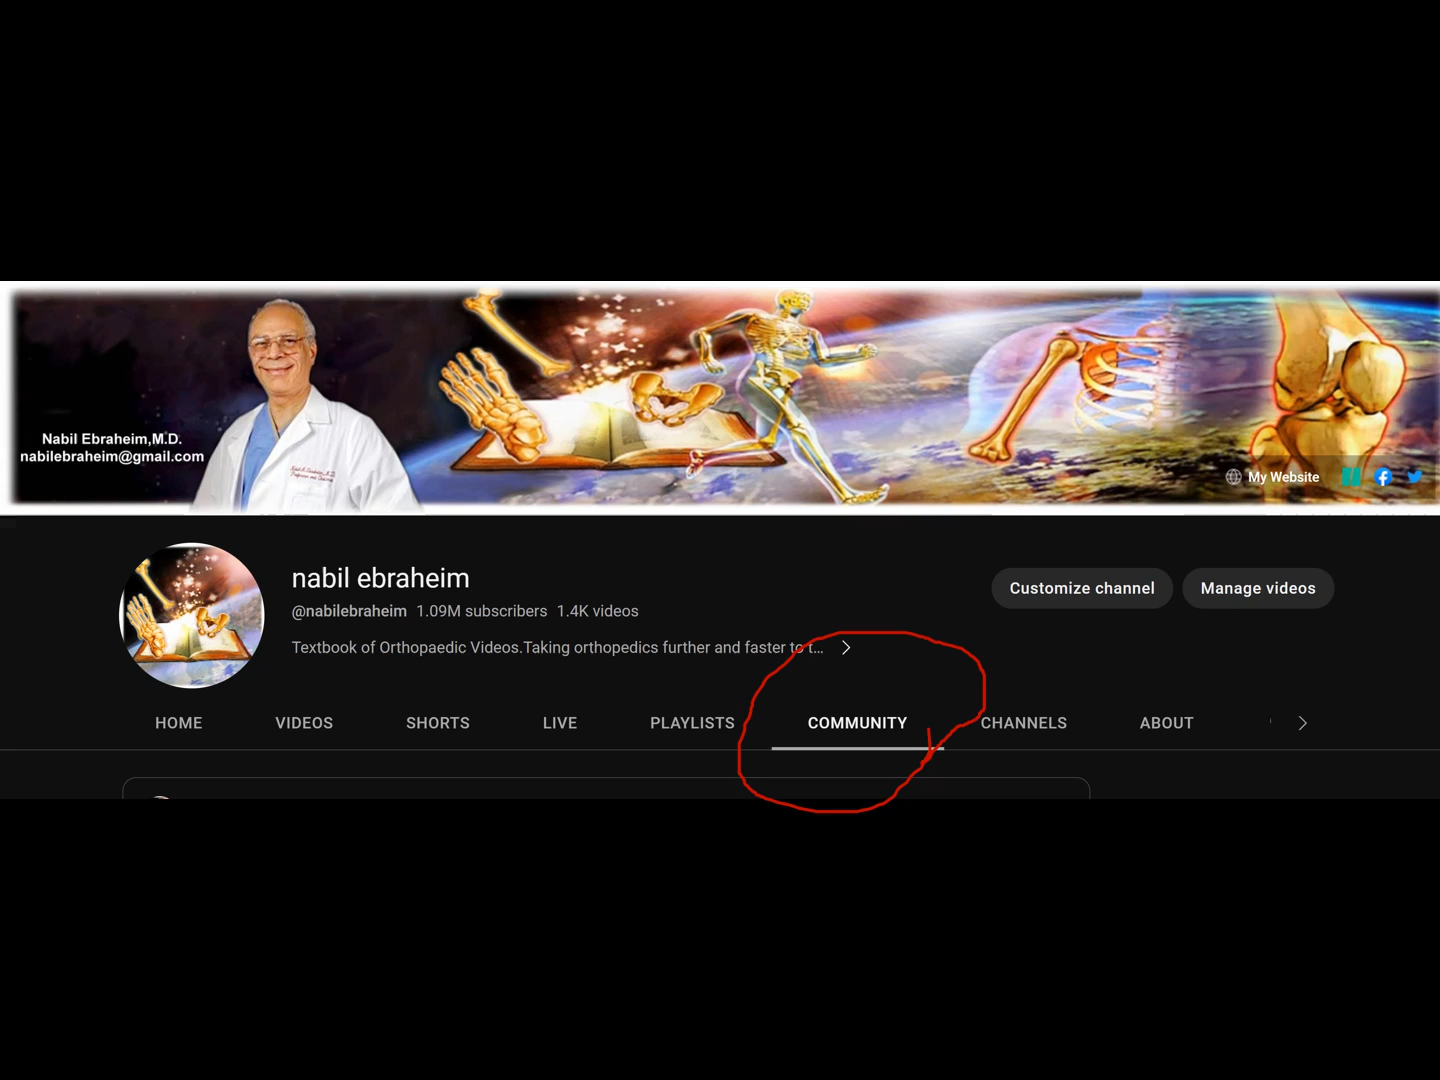 Nabil Ebraheim,M.D.
nabilebraheim@gmail.com
My Website
nabil ebraheim
@nabilebraheim 1.09M subscribers 1.4K videos
Customize channel Manage videos
Textbook of Orthopaedic Videos.Taking orthopedics further and faster to t...
HOME VIDEOS SHORTS LIVE PLAYLISTS COMMUNITY CHANNELS ABOUT